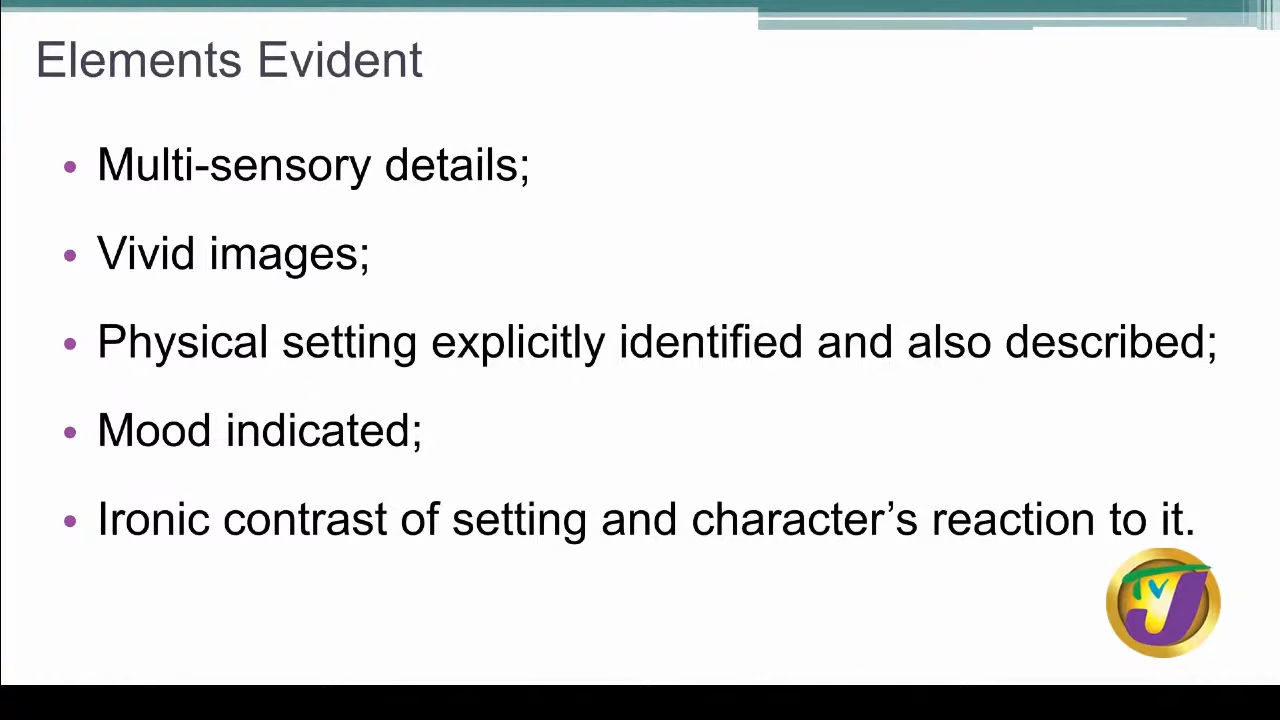 Elements Evident
• Multi-sensory details;
• Vivid images;
• Physical setting explicitly identified and also described;
• Mood indicated;
• Ironic contrast of setting and character’s reaction to it.
TVJ